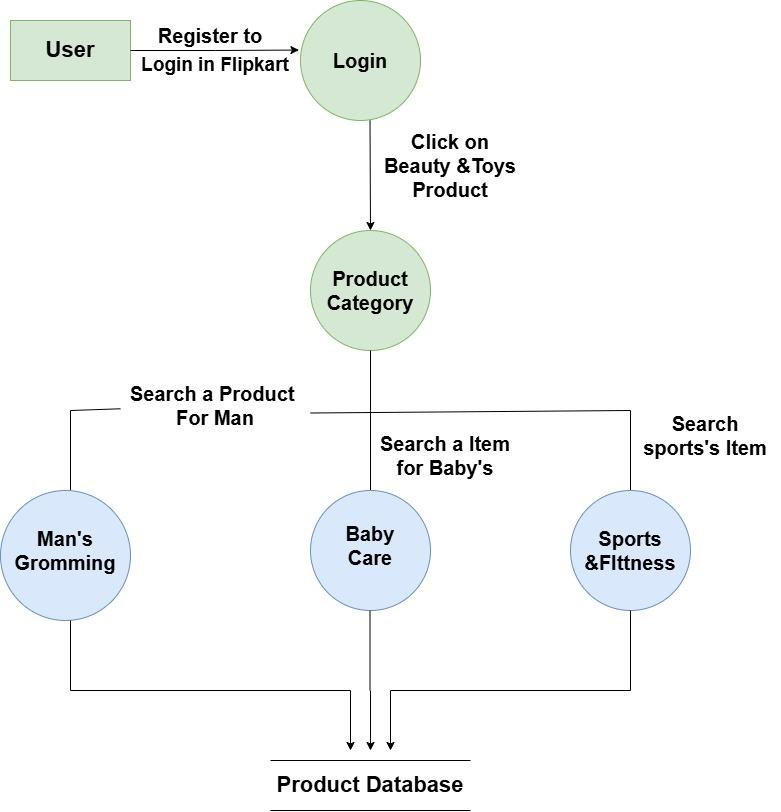 User
Register to
Login in Flipkart
Login
Click on
Beauty &Toys
Product
Product
Category
Search a Product
For Man
Search a Item
for Baby's
Search
sports's Item
Man's
Gromming
Baby
Care
Sports
&FIttness
Product Database